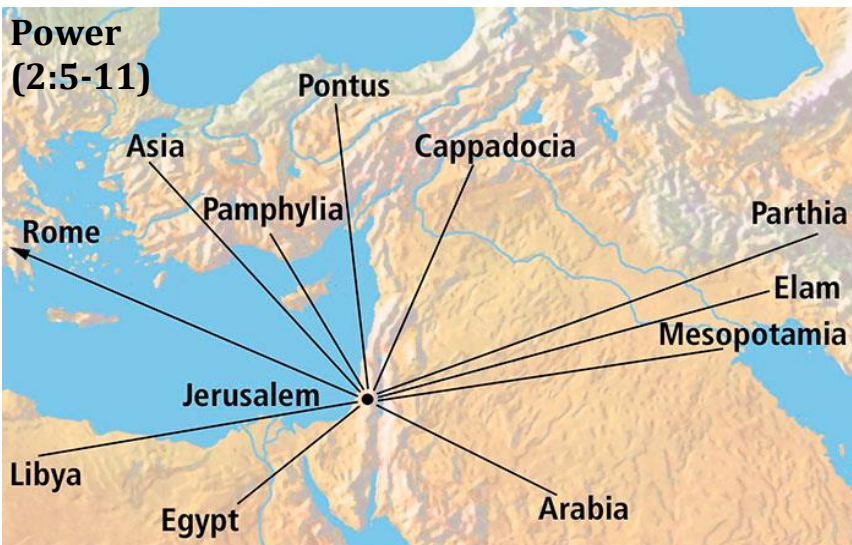 Power
(2:5-11)
Pontus
Asia
Cappadocia
Pamphylia
Parthia
Rome
Elam
Mesopotamia
Jerusalem
Libya
Arabia
Egypt